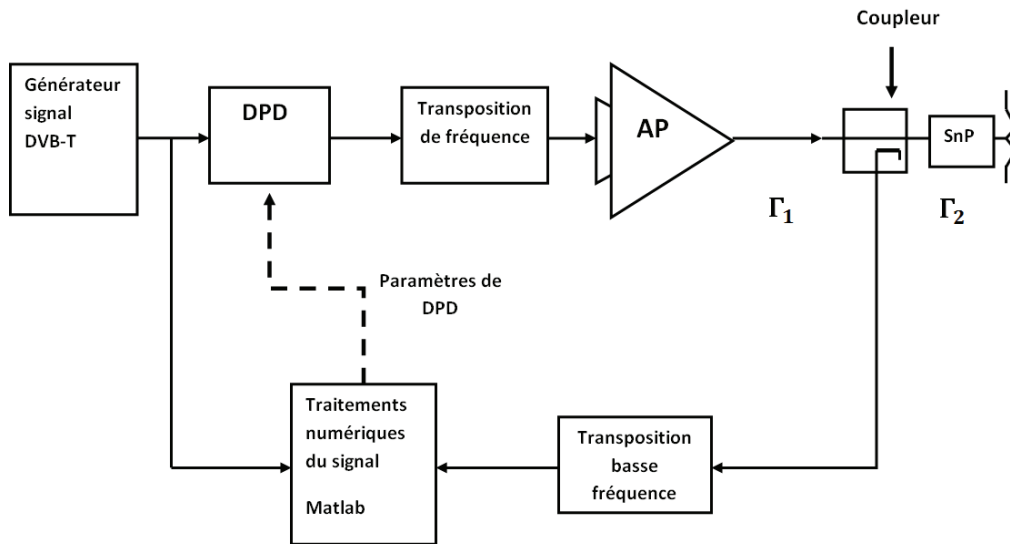 Coupleur
Générateur
signal
DVB-T
DPD
Transposition
de fréquence
AP
SnP
Γ₁
Γ₂
Paramètres de
DPD
Traitements
numériques
du signal
Matlab
Transposition
basse
fréquence